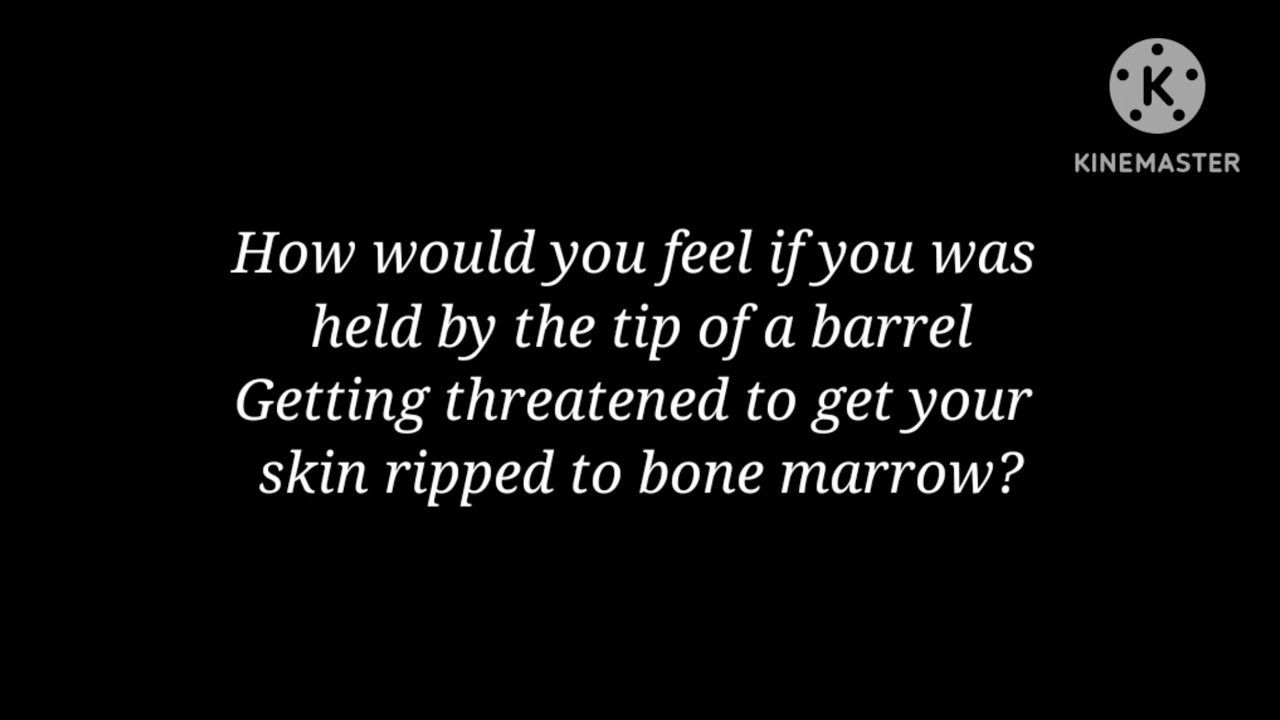 K
KINEMASTER
How would you feel if you was
held by the tip of a barrel
Getting threatened to get your
skin ripped to bone marrow?